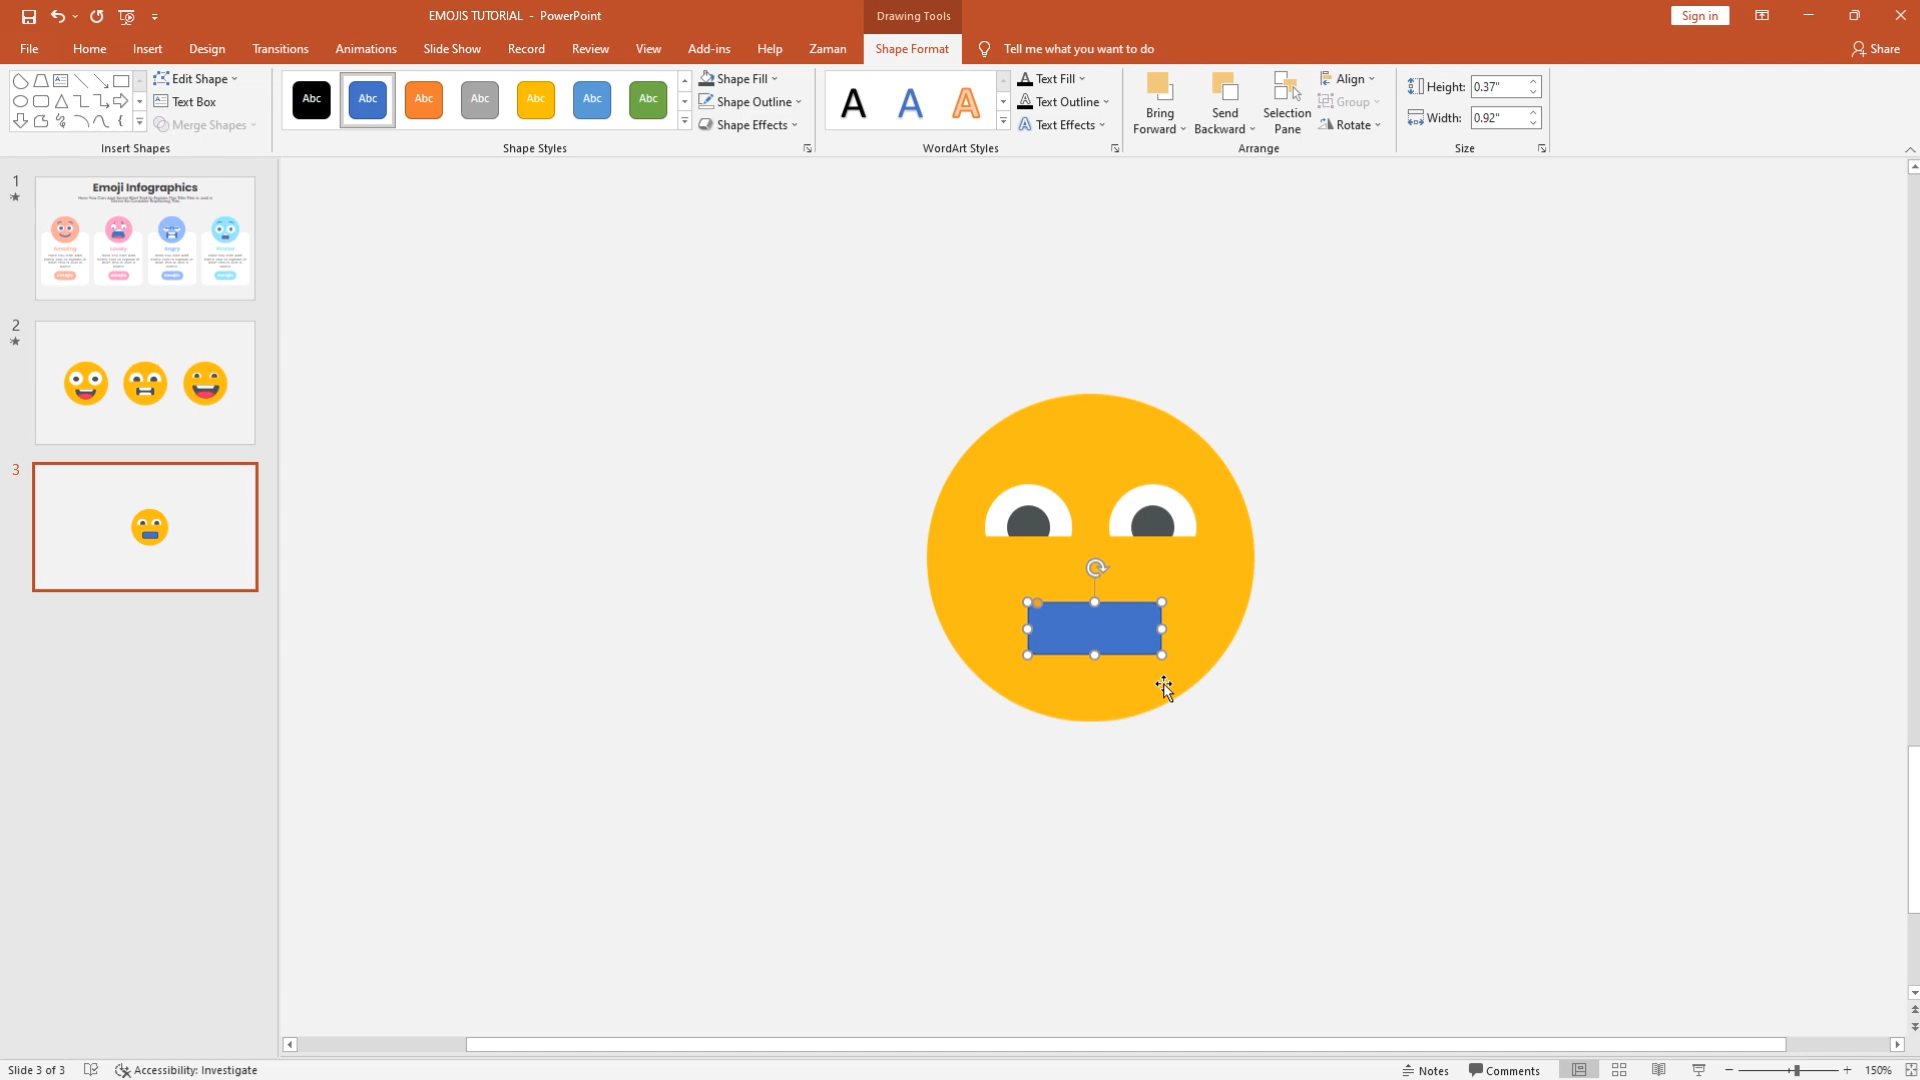 EMOJIS TUTORIAL - PowerPoint
Drawing Tools
Sign in
File Home Insert Design Transitions Animations Slide Show Record Review View Add-ins Help Zaman Shape Format Tell me what you want to do Share
Edit Shape
Text Box
Merge Shapes
Insert Shapes
Abc Abc Abc Abc Abc Abc Abc
Shape Fill
Shape Outline
Shape Effects
Shape Styles
A A A
Text Fill
Text Outline
Text Effects
WordArt Styles
Bring Forward
Send Backward
Selection Pane
Align
Group
Rotate
Arrange
Height: 0.37"
Width: 0.92"
Size
1
Emoji Infographics
2
3
Slide 3 of 3
Accessibility: Investigate
Notes
Comments
150%